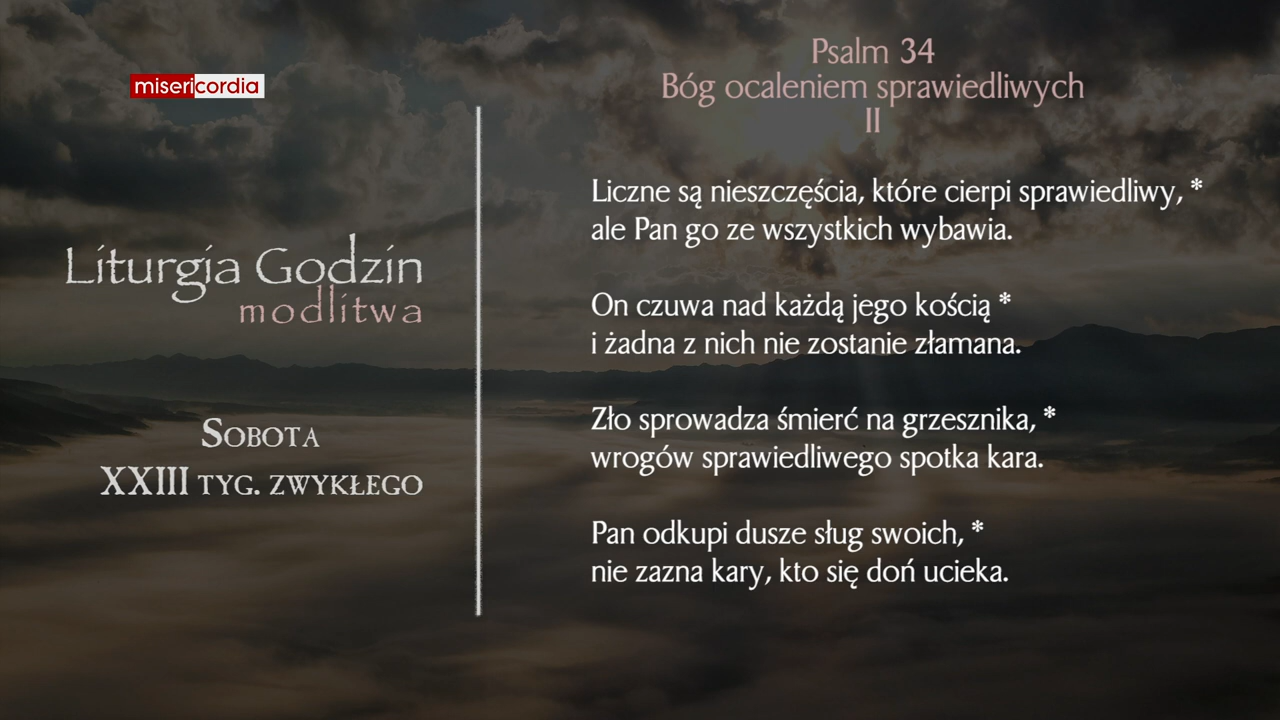 misericordia
Liturgia Godzin
modlitwa
Sobota
XXIII tyg. zwykłego
Psalm 34
Bóg ocaleniem sprawiedliwych
II
Liczne są nieszczęścia, które cierpi sprawiedliwy, *
ale Pan go ze wszystkich wybawia.
On czuwa nad każdą jego kością *
i żadna z nich nie zostanie złamana.
Zło sprowadza śmierć na grzesznika, *
wrogów sprawiedliwego spotka kara.
Pan odkupi dusze sług swoich, *
nie zazna kary, kto się doń ucieka.